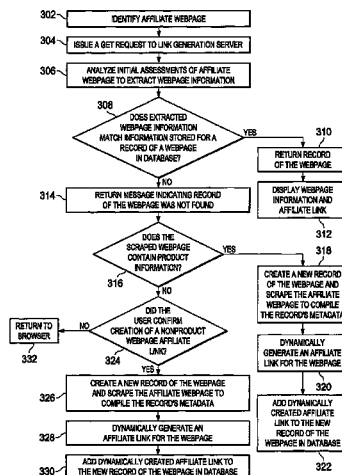 302
IDENTIFY AFFILIATE WEBPAGE
304
ISSUE A GET REQUEST TO LINK GENERATION SERVER
306
ANALYZE INITIAL ASSESSMENTS OF AFFILIATE
WEBPAGE TO EXTRACT WEBPAGE INFORMATION
308
DOES EXTRACTED
WEBPAGE INFORMATION
MATCH INFORMATION STORED FOR A
RECORD OF A WEBPAGE
IN DATABASE?
YES
310
RETURN RECORD
OF THE WEBPAGE
DISPLAY WEBPAGE
INFORMATION AND
AFFILIATE LINK
312
NO
314
RETURN MESSAGE INDICATING RECORD
OF THE WEBPAGE WAS NOT FOUND
DOES THE
SCRAPED WEBPAGE
CONTAIN PRODUCT
INFORMATION?
316
YES
318
CREATE A NEW RECORD
OF THE WEBPAGE AND
SCRAPE THE AFFILIATE
WEBPAGE TO COMPILE
THE RECORD'S METADATA
DYNAMICALLY
GENERATE AN AFFILIATE
LINK FOR THE WEBPAGE
320
ADD DYNAMICALLY
CREATED AFFILIATE
LINK TO THE NEW
RECORD OF THE
WEBPAGE IN DATABASE
322
NO
DID THE
USER CONFIRM
CREATION OF A NONPRODUCT
WEBPAGE AFFILIATE
LINK?
324
NO
RETURN TO
BROWSER
332
YES
326
CREATE A NEW RECORD OF THE WEBPAGE
AND SCRAPE THE AFFILIATE WEBPAGE TO
COMPILE THE RECORD'S METADATA
328
DYNAMICALLY GENERATE AN
AFFILIATE LINK FOR THE WEBPAGE
330
ADD DYNAMICALLY CREATED AFFILIATE LINK TO
THE NEW RECORD OF THE WEBPAGE IN DATABASE